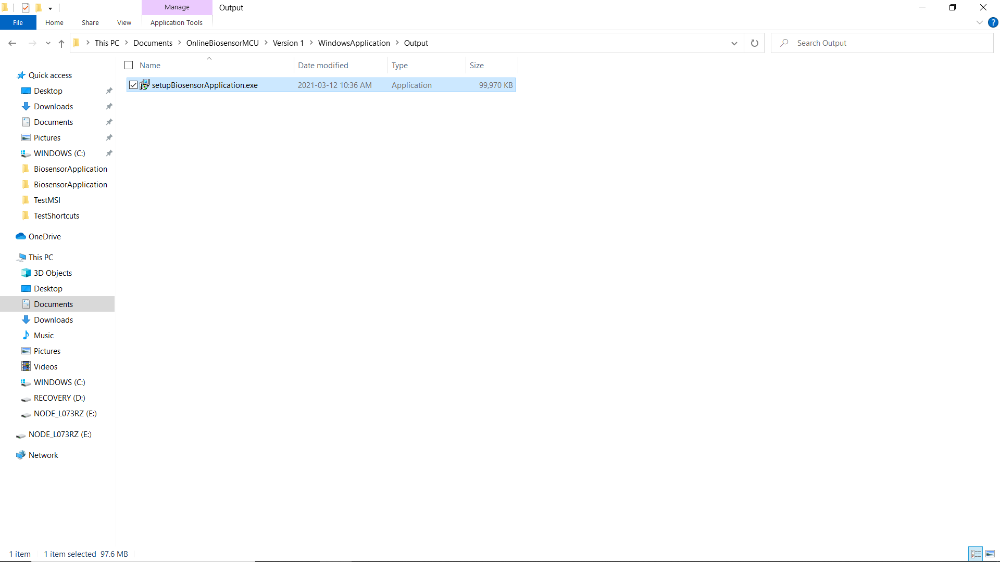 Manage
Output
File
Home
Share
View
Application Tools
?
This PC
Documents
OnlineBiosensorMCU
Version 1
WindowsApplication
Output
Search Output
Name
Date modified
Type
Size
setupBiosensorApplication.exe
2021-03-12 10:36 AM
Application
99,970 KB
Quick access
Desktop
Downloads
Documents
Pictures
WINDOWS (C:)
BiosensorApplication
BiosensorApplication
TestMSI
TestShortcuts
OneDrive
This PC
3D Objects
Desktop
Documents
Downloads
Music
Pictures
Videos
WINDOWS (C:)
RECOVERY (D:)
NODE_L073RZ (E:)
NODE_L073RZ (E:)
Network
1 item
1 item selected 97.6 MB